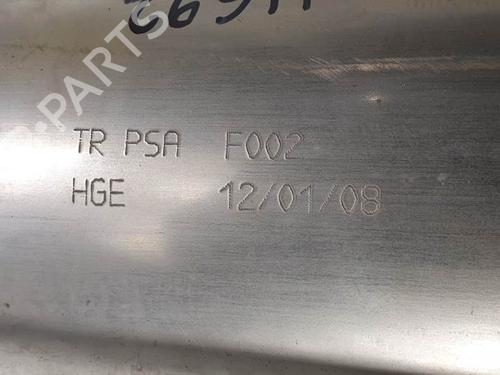 TR PSA F002
HGE 12/01/08
PARTS